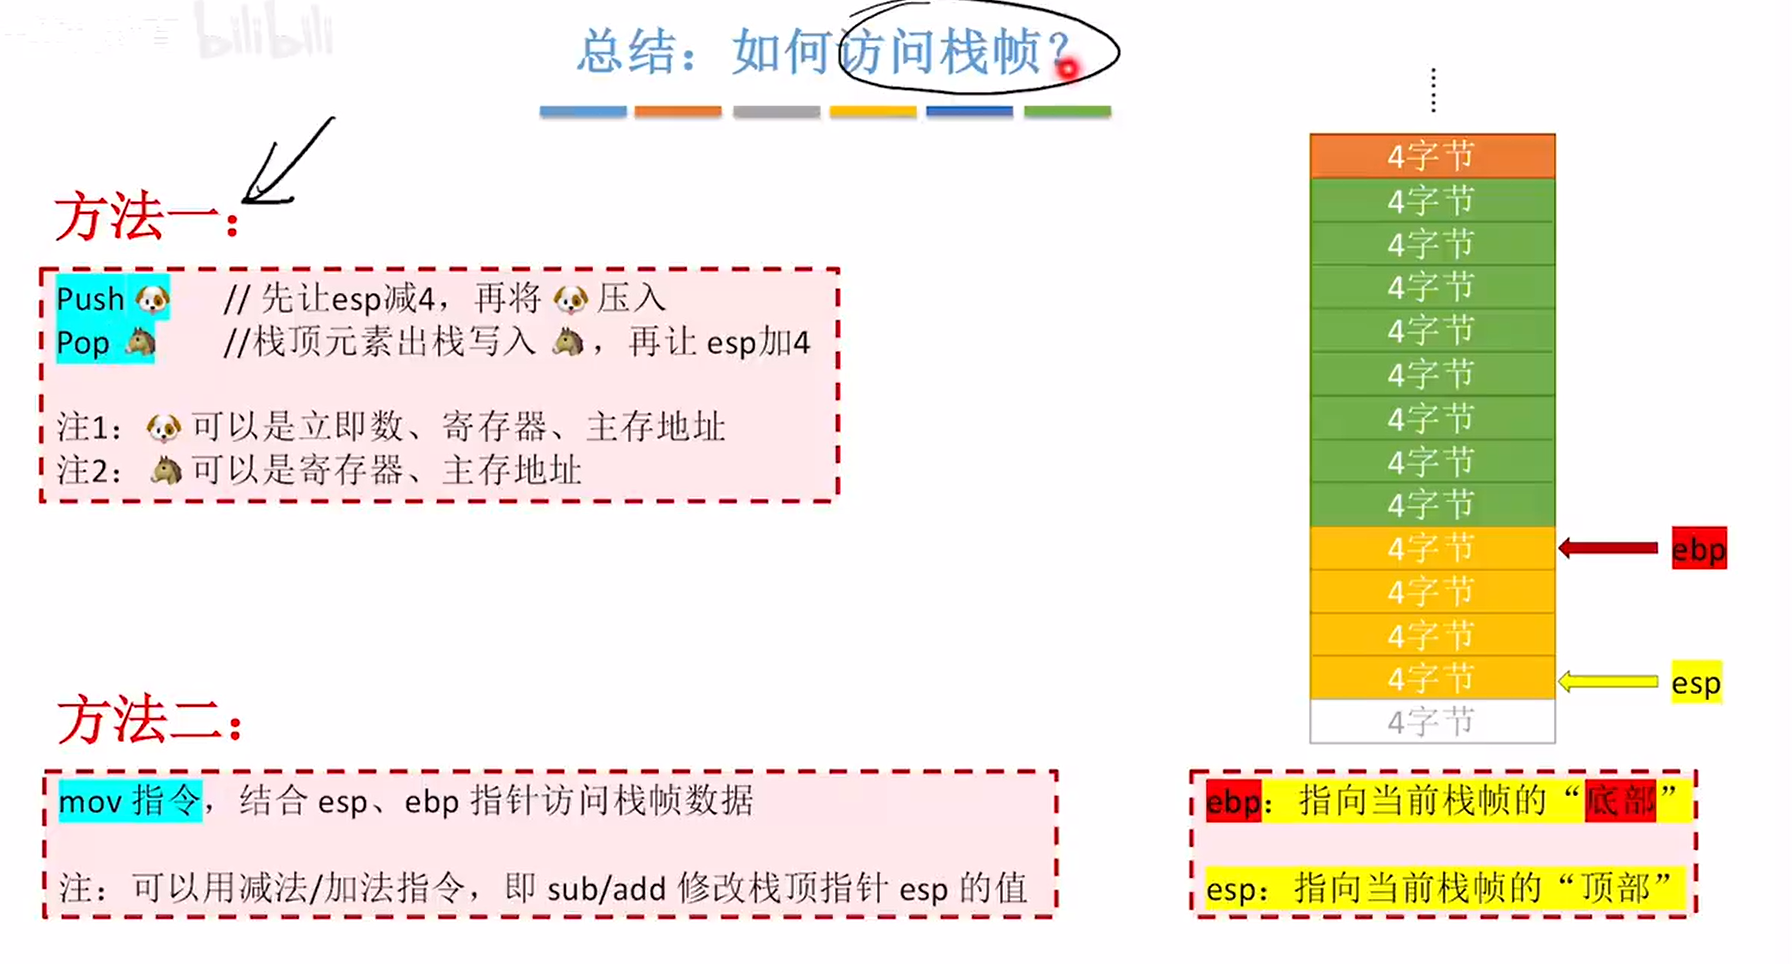 bilibili
总结：如何访问栈帧？
方法一：
Push 🐶 // 先让esp减4，再将 🐶 压入
Pop 🐴 //栈顶元素出栈写入 🐴，再让 esp加4
注1：🐶 可以是立即数、寄存器、主存地址
注2：🐴 可以是寄存器、主存地址
方法二：
mov 指令，结合 esp、ebp 指针访问栈帧数据
注：可以用减法/加法指令，即 sub/add 修改栈顶指针 esp 的值
4字节
4字节
4字节
4字节
4字节
4字节
4字节
4字节
4字节
4字节
ebp
4字节
4字节
4字节
esp
4字节
ebp：指向当前栈帧的“底部”
esp：指向当前栈帧的“顶部”